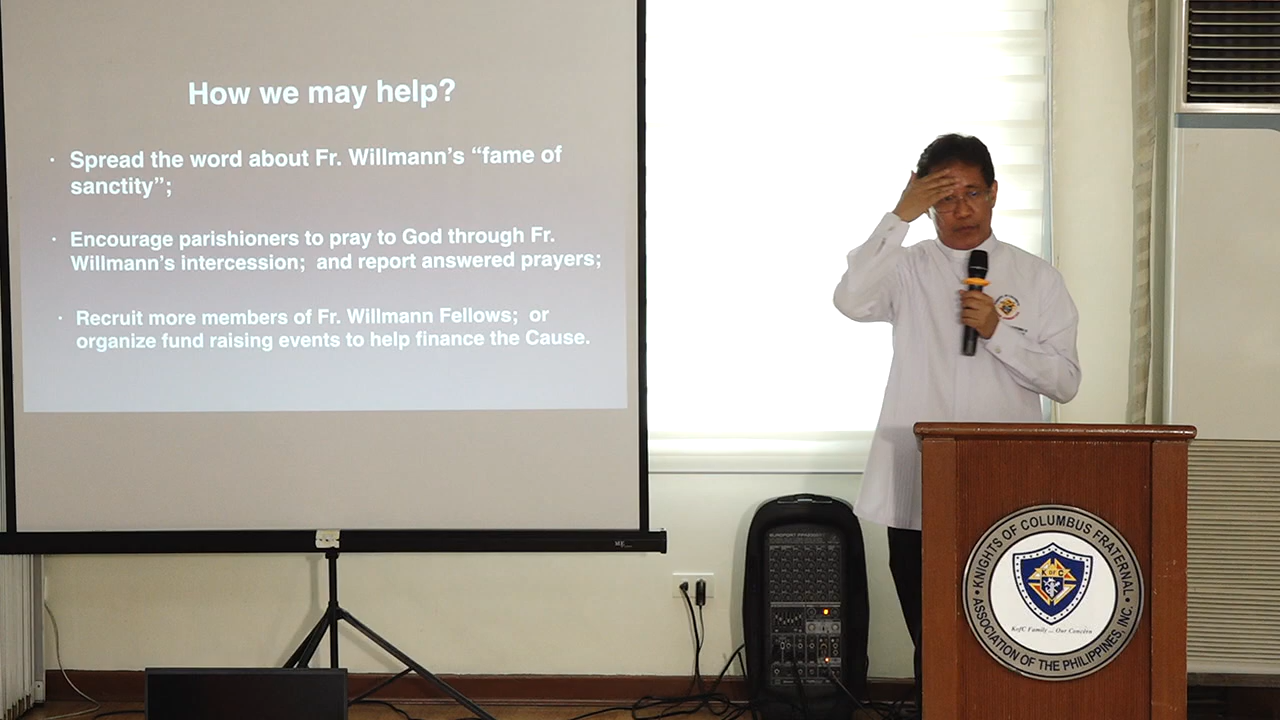 How we may help?
· Spread the word about Fr. Willmann's “fame of
sanctity”;
· Encourage parishioners to pray to God through Fr.
Willmann's intercession; and report answered prayers;
· Recruit more members of Fr. Willmann Fellows; or
organize fund raising events to help finance the Cause.
KNIGHTS OF COLUMBUS FRATERNAL
K OF C
KofC Family ... Our Concern
ASSOCIATION OF THE PHILIPPINES, INC.